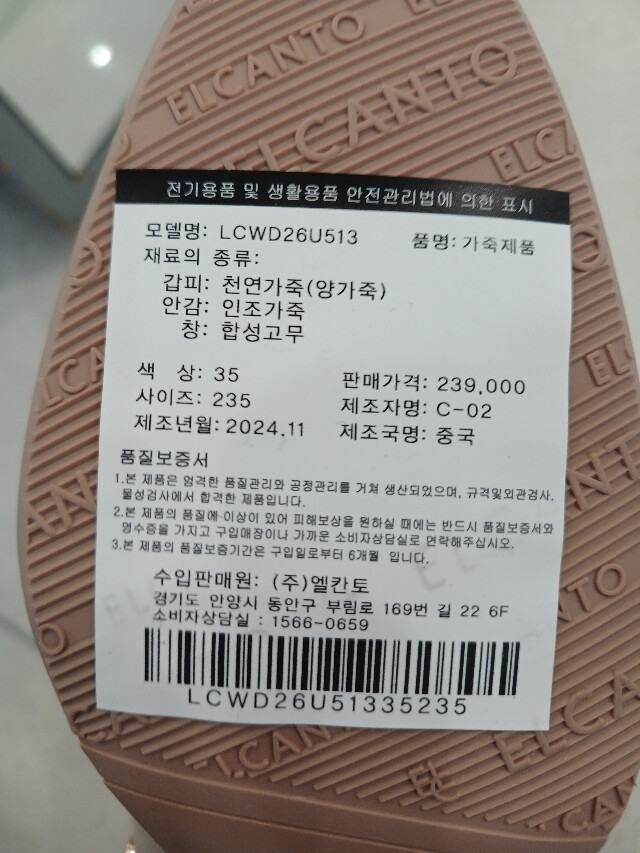 ELCANTO
ELCANTO
ELC
전기용품 및 생활용품 안전관리법에 의한 표시
모델명: LCWD26U513 품명: 가죽제품
재료의 종류:
갑피: 천연가죽(양가죽)
안감: 인조가죽
창: 합성고무
색 상: 35 판매가격: 239,000
사이즈: 235 제조자명: C-02
제조년월: 2024.11 제조국명: 중국
품질보증서
1.본 제품은 엄격한 품질관리와 공정관리를 거쳐 생산되었으며, 규격및외관검사,
물성검사에서 합격한 제품입니다.
2.본 제품의 품질에 이상이 있어 피해보상을 원하실 때에는 반드시 품질보증서와
영수증을 가지고 구입매장이나 가까운 소비자상담실로 연락해주십시오.
3.본 제품의 품질보증기간은 구입일로부터 6개월 입니다.
수입판매원: (주)엘칸토
경기도 안양시 동안구 부림로 169번 길 22 6F
소비자상담실 : 1566-0659
LCWD26U51335235
ELCANTO
EL